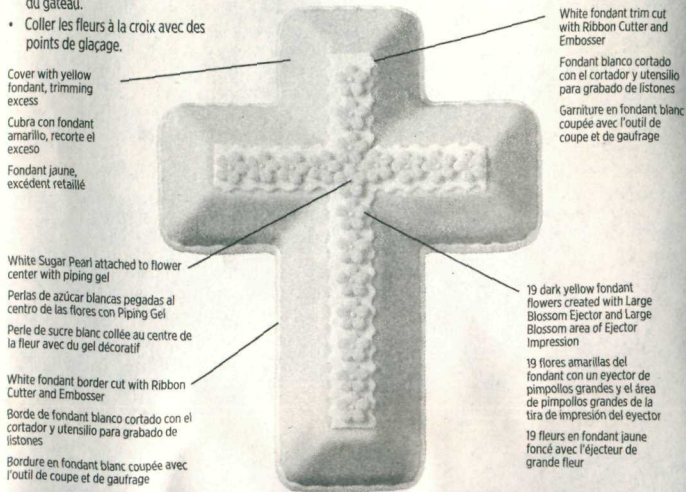 du gâteau.
• Coller les fleurs à la croix avec des
points de glaçage.
Cover with yellow
fondant, trimming
excess
Cubra con fondant
amarillo, recorte el
exceso
Fondant jaune,
excédent retaillé
White Sugar Pearl attached to flower
center with piping gel
Perlas de azúcar blancas pegadas al
centro de las flores con Piping Gel
Perle de sucre blanc collée au centre de
la fleur avec du gel décoratif
White fondant border cut with Ribbon
Cutter and Embosser
Borde de fondant blanco cortado con el
cortador y utensilio para grabado de
listones
Bordure en fondant blanc coupée avec
l'outil de coupe et de gaufrage
White fondant trim cut
with Ribbon Cutter and
Embosser
Fondant blanco cortado
con el cortador y utensilio
para grabado de listones
Garniture en fondant blanc
coupée avec l'outil de
coupe et de gaufrage
19 dark yellow fondant
flowers created with Large
Blossom Ejector and Large
Blossom area of Ejector
Impression
19 flores amarillas del
fondant con un eyector de
pimpollos grandes y el área
de pimpollos grandes de la
tira de impresión del eyector
19 fleurs en fondant jaune
foncé avec l'éjecteur de
grande fleur